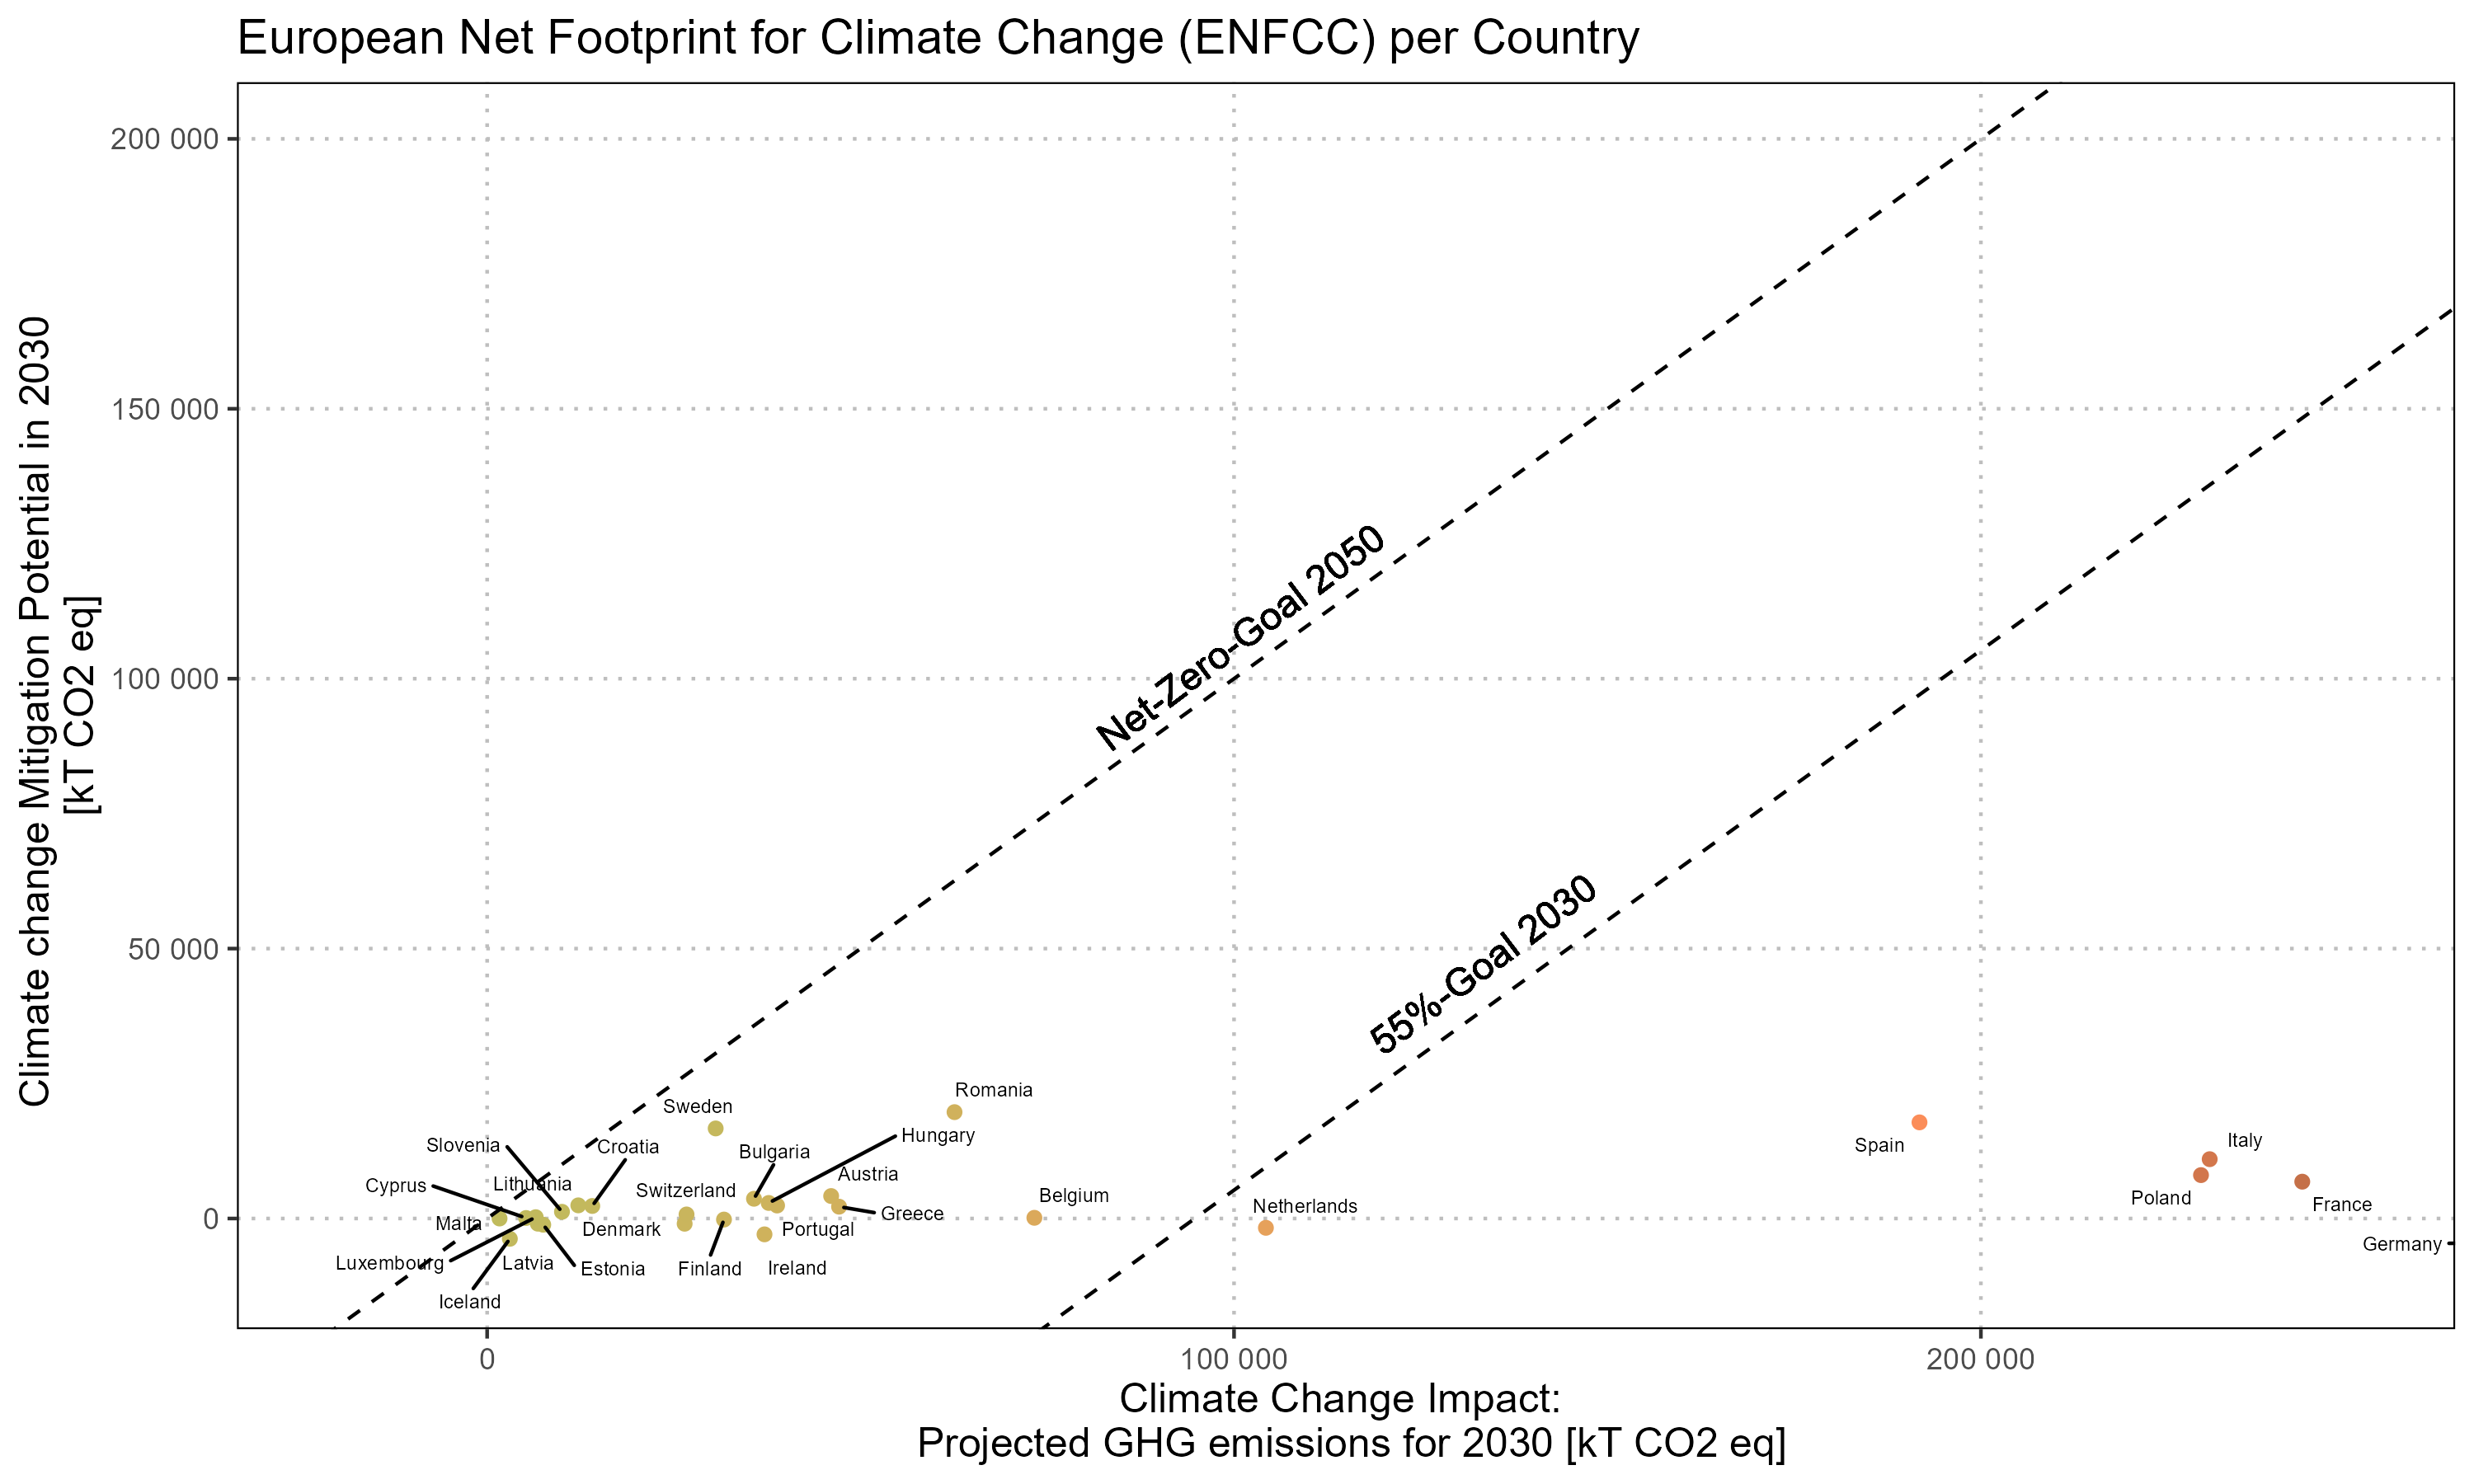 European Net Footprint for Climate Change (ENFCC) per Country
Climate change Mitigation Potential in 2030
[kT CO2 eq]
200 000
150 000
100 000
50 000
0
Net-Zero-Goal 2050
55%-Goal 2030
Romania
Sweden
Hungary
Slovenia
Croatia
Bulgaria
Spain
Italy
Austria
Cyprus
Lithuania
Switzerland
Belgium
Poland
Netherlands
France
Greece
Malta
Denmark
Portugal
Germany
Luxembourg
Latvia
Estonia
Finland
Ireland
Iceland
0
100 000
200 000
Climate Change Impact:
Projected GHG emissions for 2030 [kT CO2 eq]